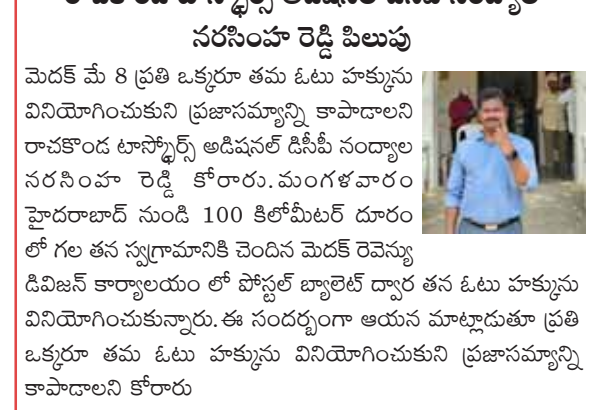 నరసింహ రెడ్డి పిలుపు
మెదక్ మే 8 ప్రతి ఒక్కరూ తమ ఓటు హక్కును
వినియోగించుకుని ప్రజాసమ్యాన్ని కాపాడాలని
రాచకొండ టాస్క్ఫోర్స్ అడిషనల్ డిసీపీ నంద్యాల
నరసింహ రెడ్డి కోరారు.మంగళవారం
హైదరాబాద్ నుండి 100 కిలోమీటర్ దూరం
లో గల తన స్వగ్రామానికి చెందిన మెదక్ రెవెన్యు
డివిజన్ కార్యాలయం లో పోస్టల్ బ్యాలెట్ ద్వార తన ఓటు హక్కును
వినియోగించుకున్నారు.ఈ సందర్బంగా ఆయన మాట్లాడుతూ ప్రతి
ఒక్కరూ తమ ఓటు హక్కును వినియోగించుకుని ప్రజాసమ్యాన్ని
కాపాడాలని కోరారు